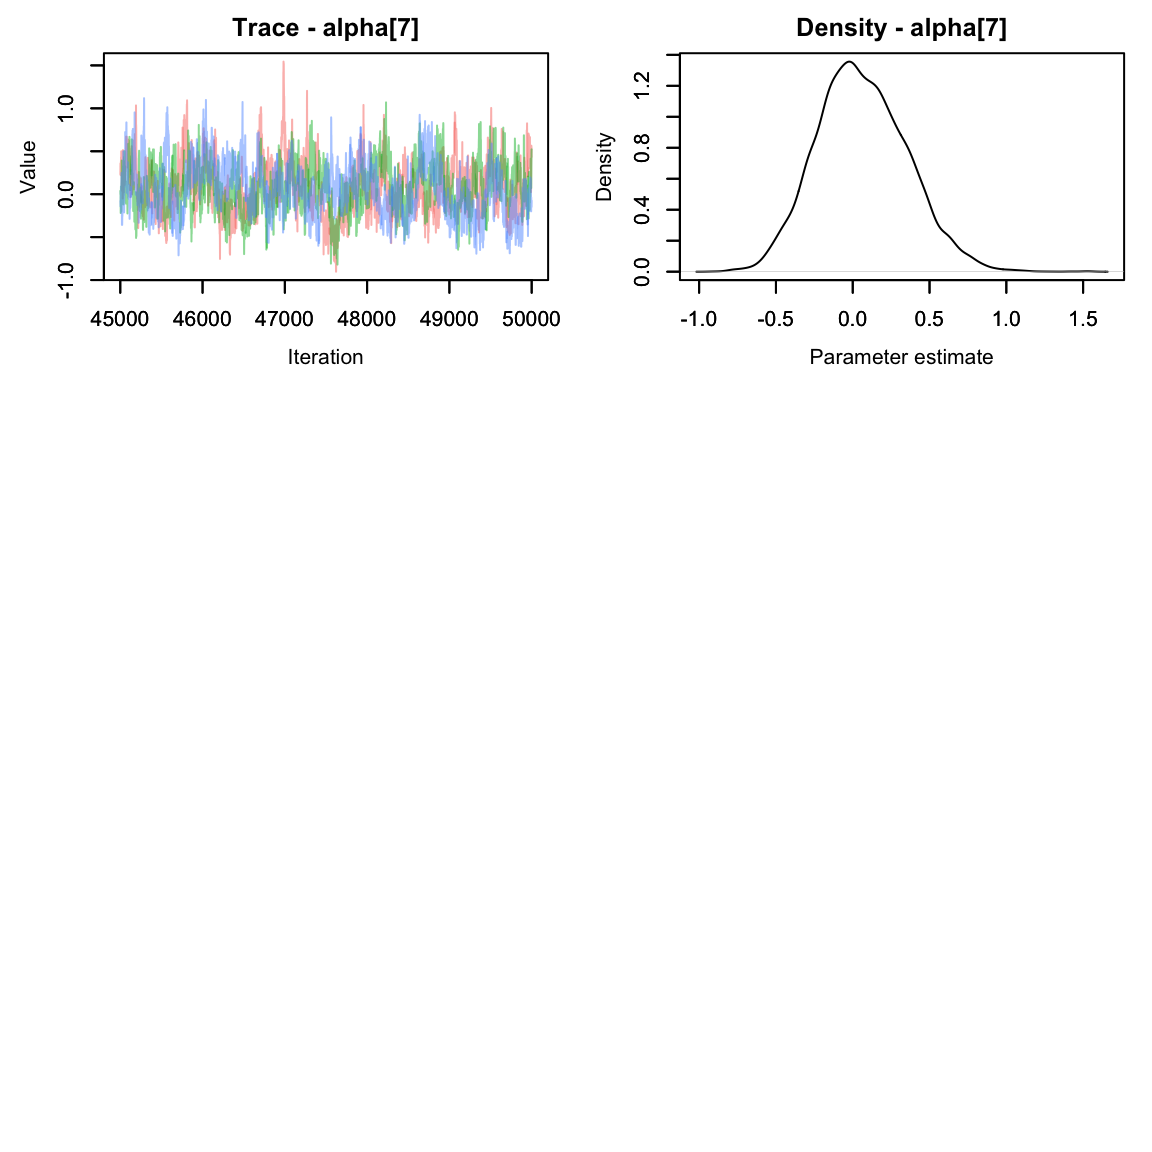 Trace - alpha[7]
Value
-1.0 0.0 1.0
45000 46000 47000 48000 49000 50000
Iteration
Density - alpha[7]
Density
0.0 0.4 0.8 1.2
-1.0 -0.5 0.0 0.5 1.0 1.5
Parameter estimate